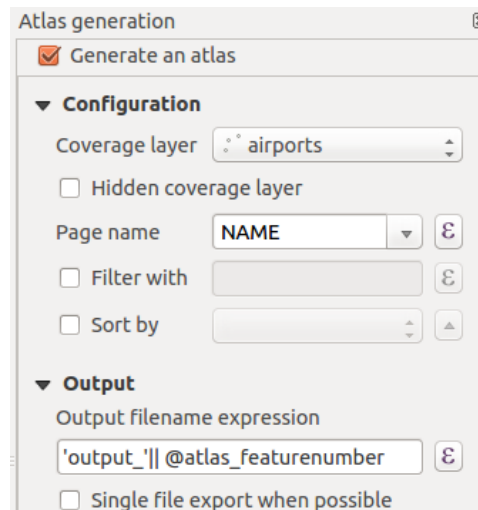 Atlas generation
Generate an atlas
Configuration
Coverage layer airports
Hidden coverage layer
Page name NAME ε
Filter with ε
Sort by
Output
Output filename expression
'output_'|| @atlas_featurenumber ε
Single file export when possible